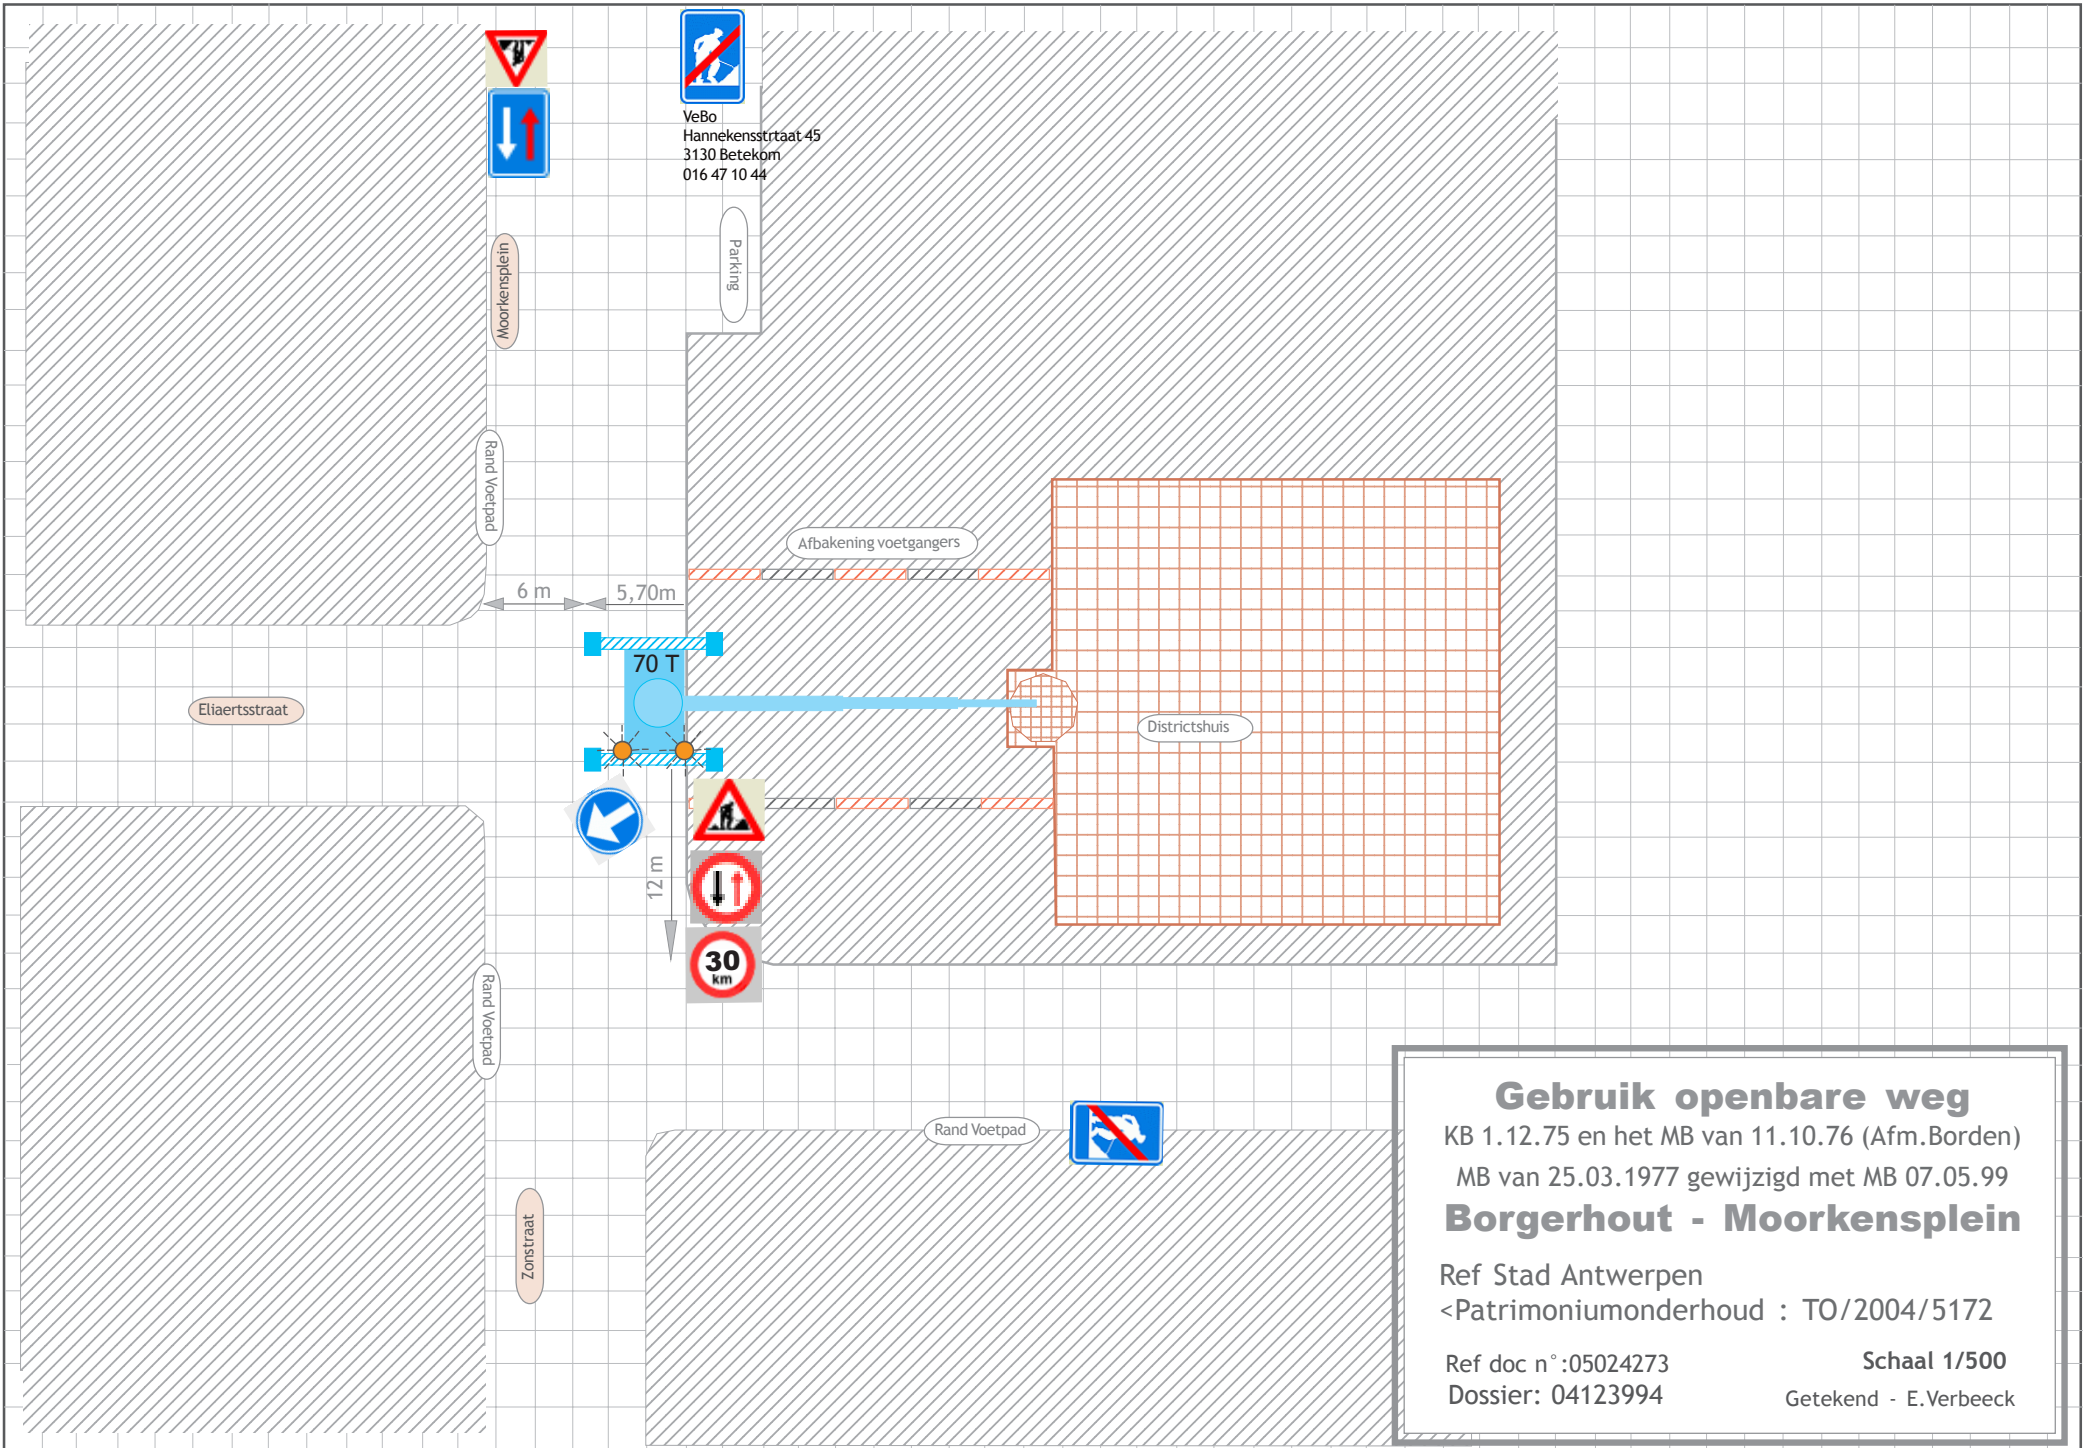 VeBo
Hannekensstrtaat 45
3130 Betekom
016 47 10 44
Parking
Moorkensplein
Rand Voetpad
Afbakening voetgangers
6 m
5,70m
70 T
Eliaertsstraat
Districtshuis
12 m
30
km
Rand Voetpad
Rand Voetpad
Zonstraat
Gebruik openbare weg
KB 1.12.75 en het MB van 11.10.76 (Afm.Borden)
MB van 25.03.1977 gewijzigd met MB 07.05.99
Borgerhout - Moorkensplein
Ref Stad Antwerpen
<Patrimoniumonderhoud : TO/2004/5172
Ref doc n°:05024273
Schaal 1/500
Dossier: 04123994
Getekend - E.Verbeeck